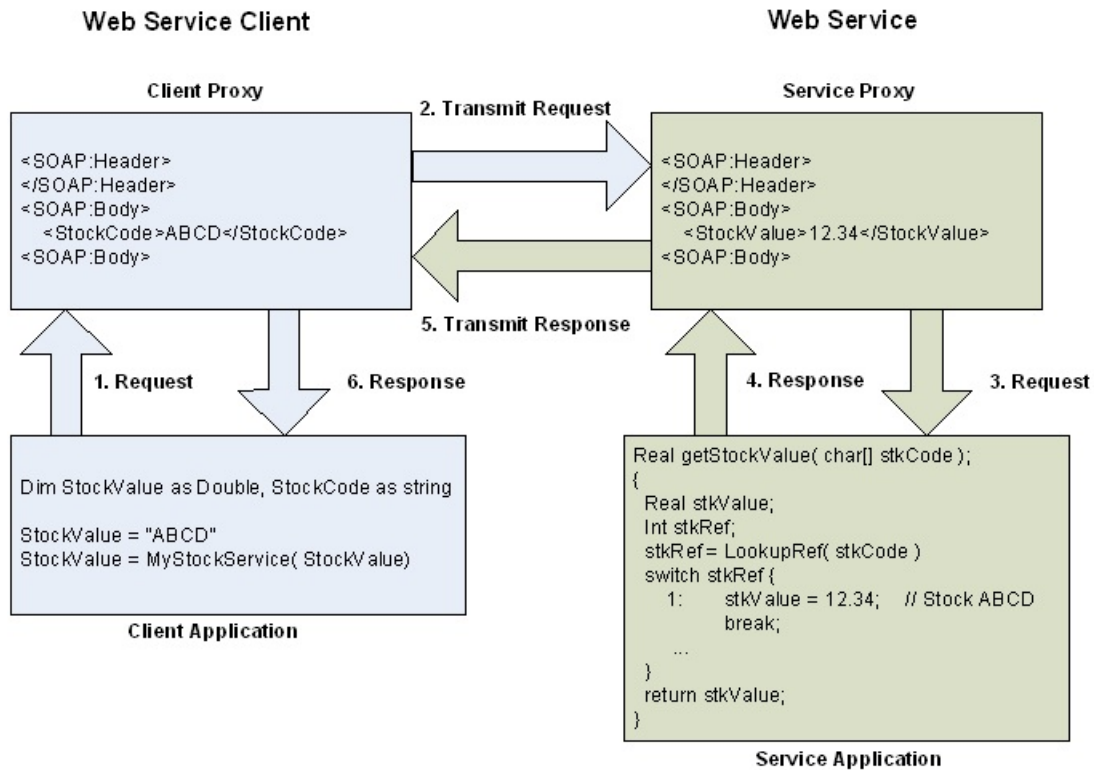 Web Service Client
Web Service
Client Proxy
Service Proxy
2. Transmit Request
<SOAP:Header>
</SOAP:Header>
<SOAP:Body>
<StockCode>ABCD</StockCode>
<SOAP:Body>
<SOAP:Header>
</SOAP:Header>
<SOAP:Body>
<StockValue>12.34</StockValue>
<SOAP:Body>
5. Transmit Response
1. Request
6. Response
4. Response
3. Request
Dim StockValue as Double, StockCode as string
StockValue = "ABCD"
StockValue = MyStockService( StockValue)
Client Application
Real getStockValue( char[] stkCode );
{
Real stkValue;
Int stkRef;
stkRef = LookupRef( stkCode )
switch stkRef {
1: stkValue = 12.34; // Stock ABCD
break;
...
}
return stkValue;
}
Service Application